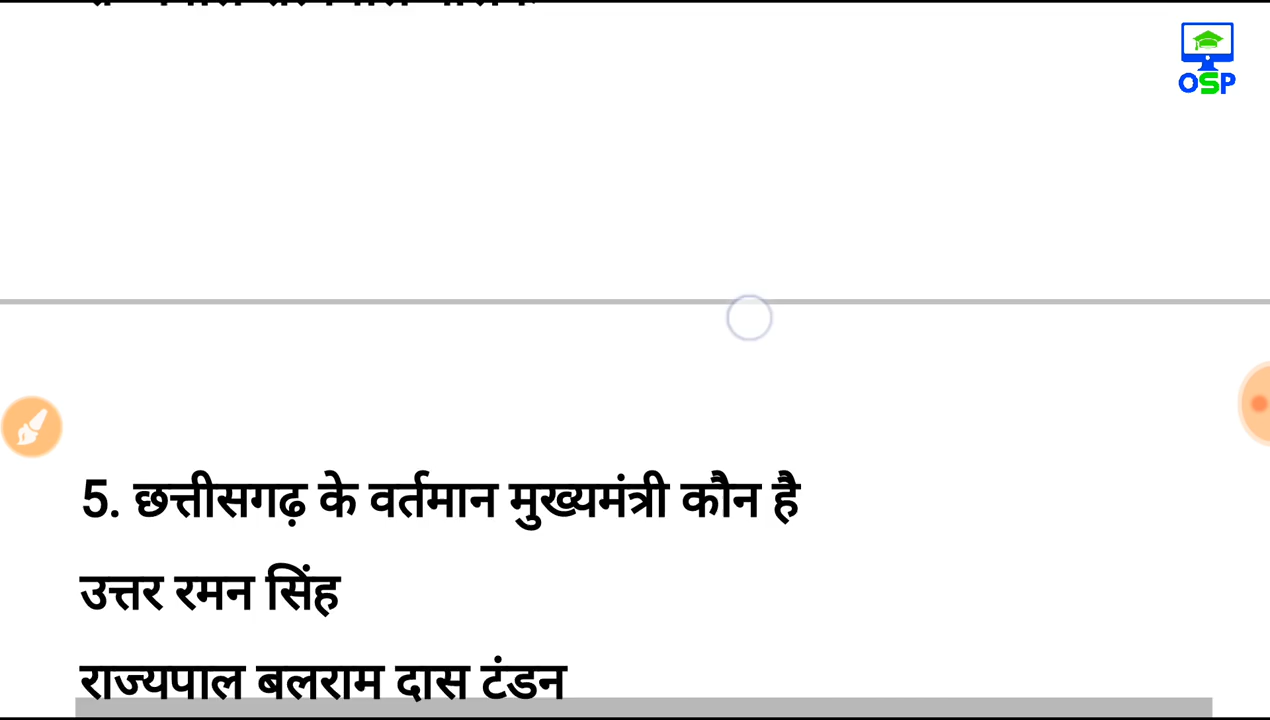 OSP
5. छत्तीसगढ़ के वर्तमान मुख्यमंत्री कौन है
उत्तर रमन सिंह
राज्यपाल बलराम दास टंडन